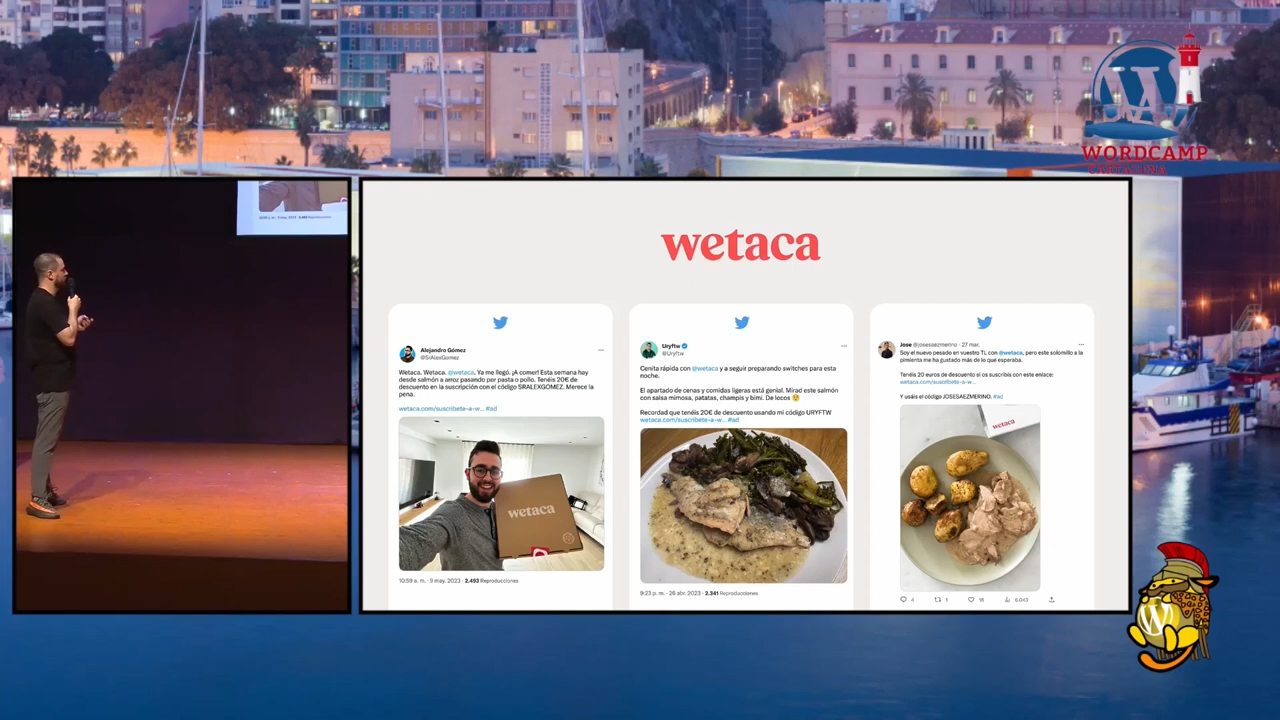 WORDCAMP
CARTAGENA
wetaca
Alejandro Gómez
@SrAlexGomez
Wetaca. Wetaca. @wetaca. Ya me llegó. ¡A comer! Esta semana hay
desde salmón a arroz pasando por pasta o pollo. Tenéis 20€ de
descuento en la suscripción con el código SRALEXGOMEZ. Merece la
pena.
wetaca.com/suscribete-a-w... #ad
wetaca
10:59 a. m. · 9 may. 2023 · 2.493 Reproducciones
Uryftw
@Uryftw
Cenita rápida con @wetaca y a seguir preparando switches para esta
noche.
El apartado de cenas y comidas ligeras está genial. Mirad este salmón
con salsa mimosa, patatas, champis y bimi. De locos
Recordad que tenéis 20€ de descuento usando mi código URYFTW
wetaca.com/suscribete-a-w... #ad
9:23 p. m. · 26 abr. 2023 · 2.341 Reproducciones
Jose @josesaezmerino · 27 mar.
Soy el nuevo pesado en vuestro TL con @wetaca, pero este solomillo a la
pimienta me ha gustado más de lo que esperaba.
Tenéis 20 euros de descuento si os suscribís con este enlace:
wetaca.com/suscribete-a-w...
Y usáis el código JOSESAEZMERINO. #ad
wetaca
4 1 18 6.043